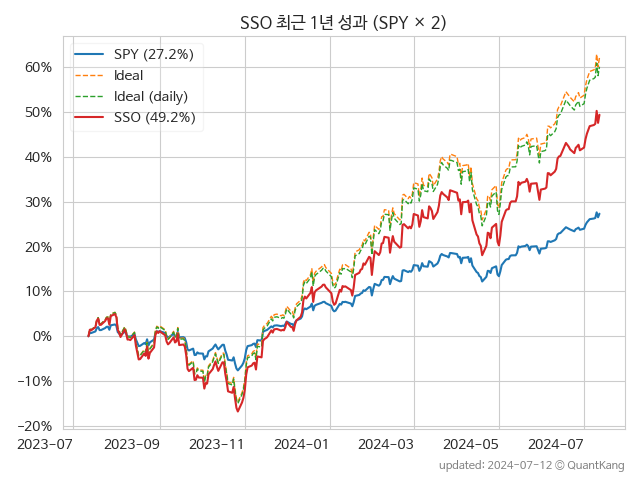 SSO 최근 1년 성과 (SPY × 2)
SPY (27.2%)
Ideal
Ideal (daily)
SSO (49.2%)
60%
50%
40%
30%
20%
10%
0%
−10%
−20%
2023-07 2023-09 2023-11 2024-01 2024-03 2024-05 2024-07
updated: 2024-07-12 © QuantKang